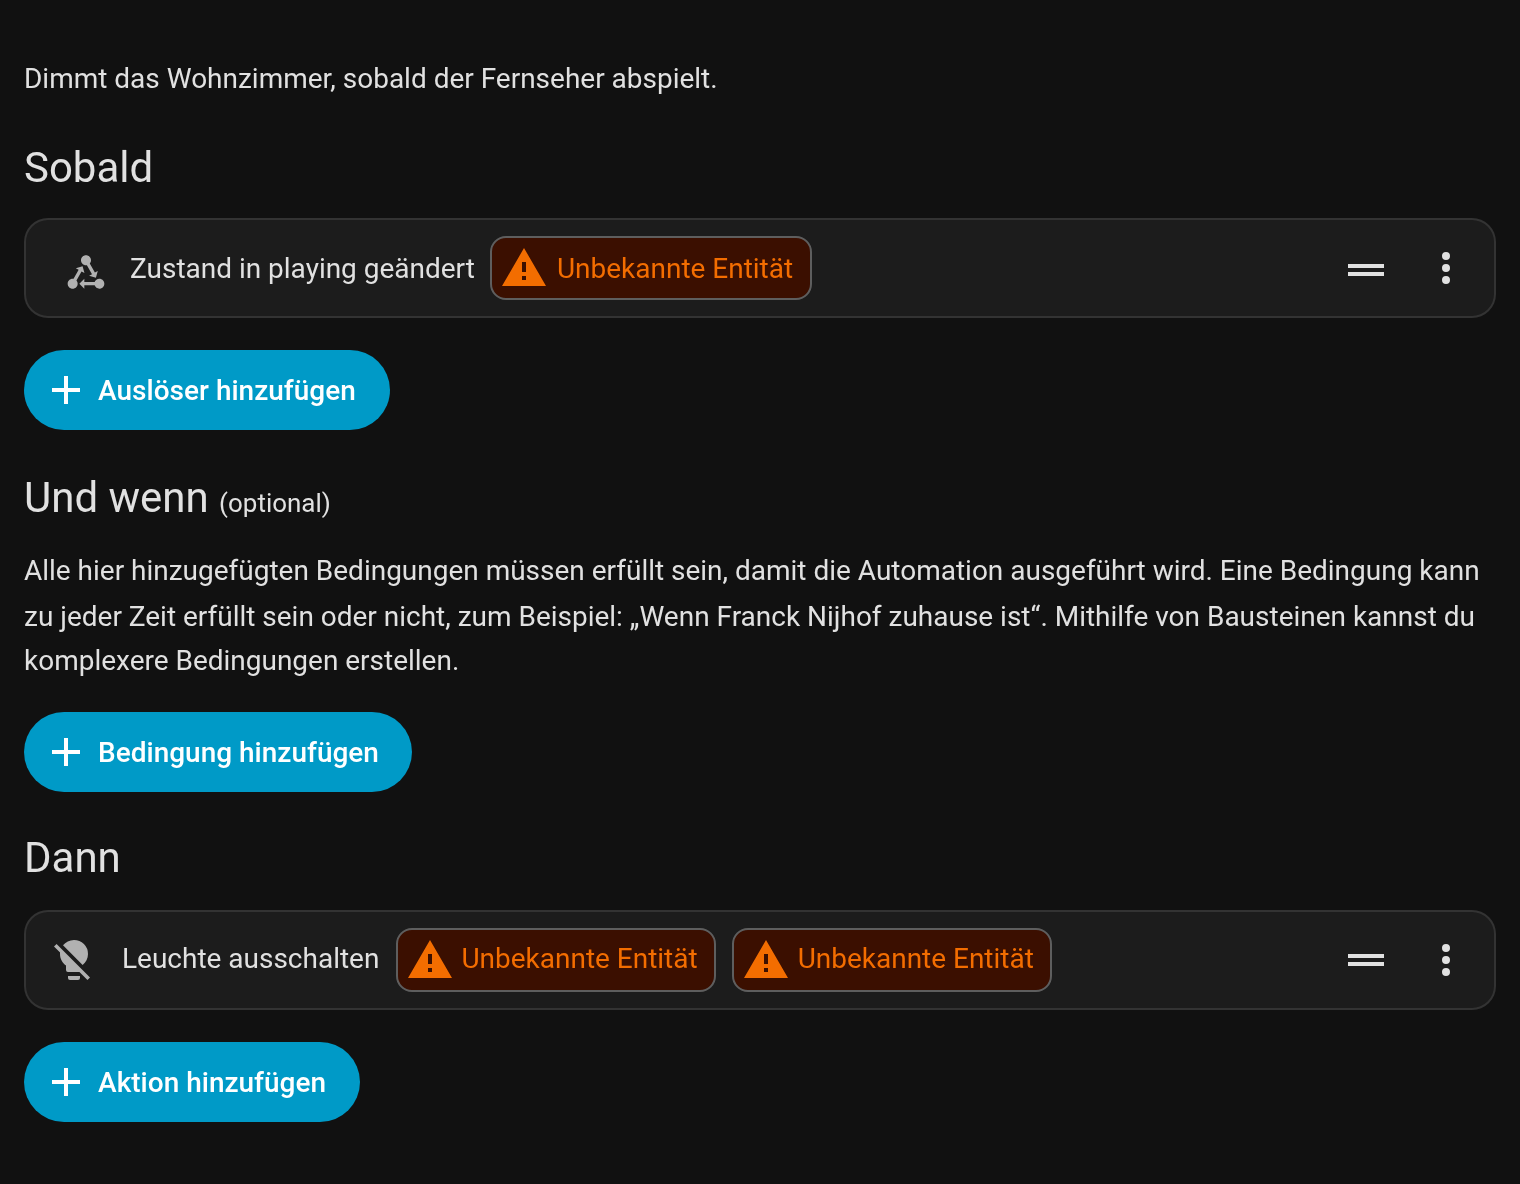 Dimmt das Wohnzimmer, sobald der Fernseher abspielt.
Sobald
Zustand in playing geändert Unbekannte Entität
Auslöser hinzufügen
Und wenn (optional)
Alle hier hinzugefügten Bedingungen müssen erfüllt sein, damit die Automation ausgeführt wird. Eine Bedingung kann
zu jeder Zeit erfüllt sein oder nicht, zum Beispiel: „Wenn Franck Nijhof zuhause ist“. Mithilfe von Bausteinen kannst du
komplexere Bedingungen erstellen.
Bedingung hinzufügen
Dann
Leuchte ausschalten Unbekannte Entität Unbekannte Entität
Aktion hinzufügen